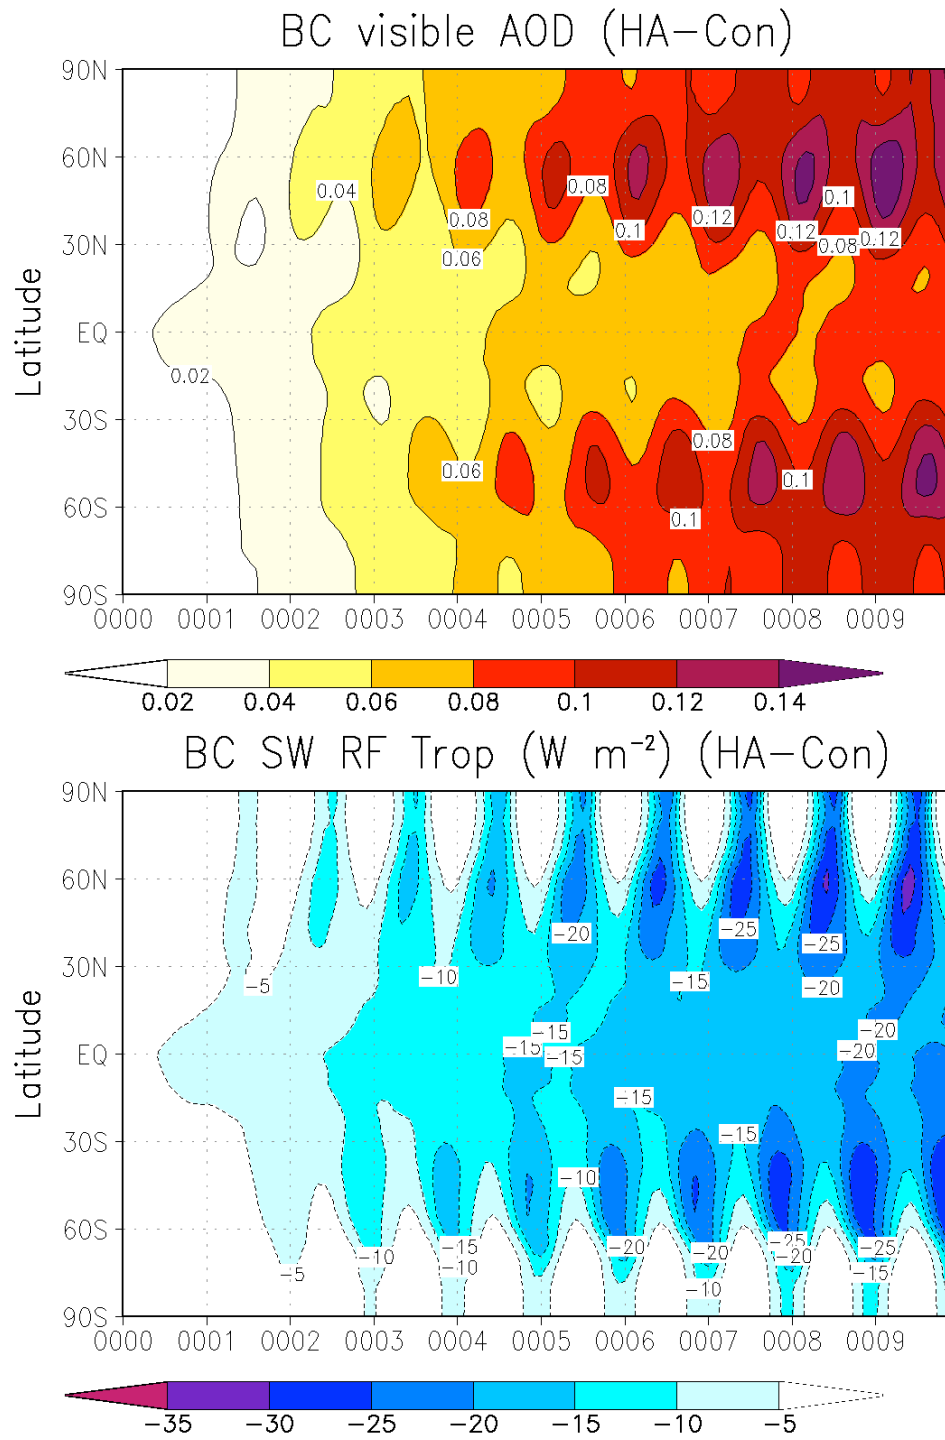 BC visible AOD (HA−Con)
90N
60N
30N
EQ
30S
60S
90S
Latitude
0.04
0.08
0.08
0.1
0.08
0.1
0.12
0.12
0.08
0.12
0.06
0.02
0.06
0.08
0.1
0.1
0000 0001 0002 0003 0004 0005 0006 0007 0008 0009
0.02 0.04 0.06 0.08 0.1 0.12 0.14
BC SW RF Trop (W m⁻²) (HA−Con)
90N
60N
30N
EQ
30S
60S
90S
Latitude
−20
−25
−25
−5
−10
−15
−20
−15
−20
−15
−15
−20
−15
−15
−10
−5
−10
−15
−10
−20
−20
−10
−25
−20
−25
−15
0000 0001 0002 0003 0004 0005 0006 0007 0008 0009
−35 −30 −25 −20 −15 −10 −5